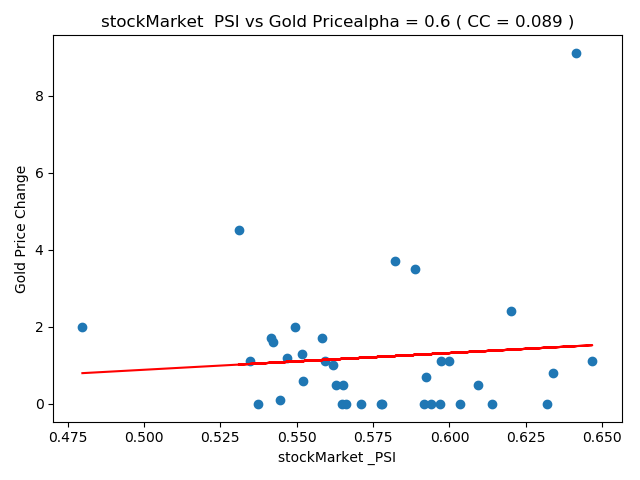 stockMarket  PSI vs Gold Pricealpha = 0.6 ( CC = 0.089 )
Gold Price Change
8
6
4
2
0
0.475 0.500 0.525 0.550 0.575 0.600 0.625 0.650
stockMarket _PSI